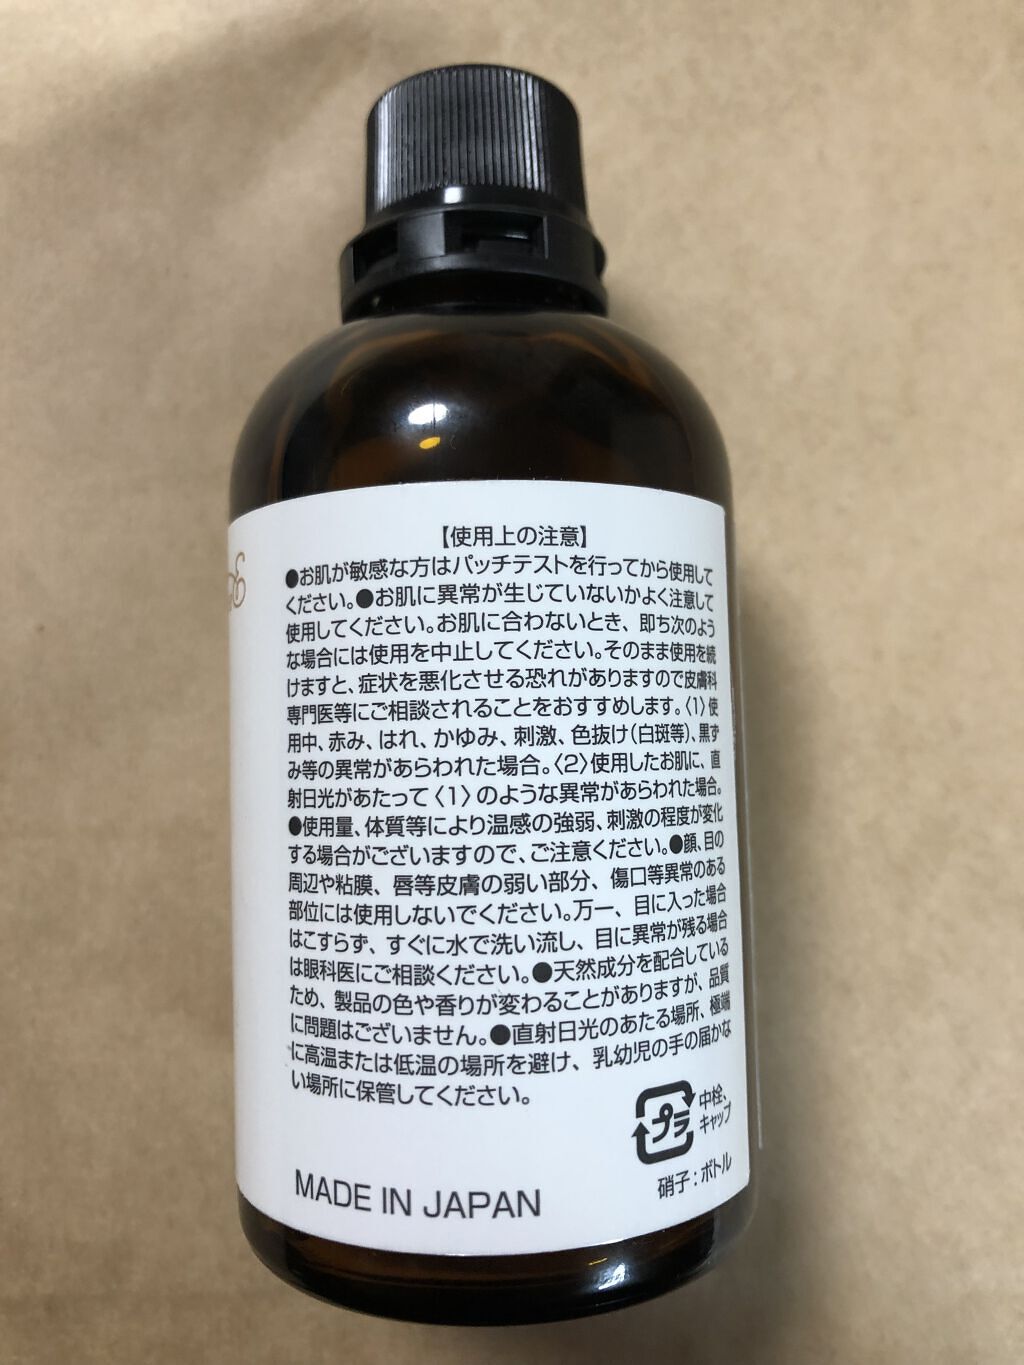 【使用上の注意】
●お肌が敏感な方はパッチテストを行ってから使用して
ください。●お肌に異常が生じていないかよく注意して
使用してください。お肌に合わないとき、即ち次のよう
な場合には使用を中止してください。そのまま使用を続
けますと、症状を悪化させる恐れがありますので皮膚科
専門医等にご相談されることをおすすめします。〈1〉使
用中、赤み、はれ、かゆみ、刺激、色抜け(白斑等)、黒ず
み等の異常があらわれた場合。〈2〉使用したお肌に、直
射日光があたって〈1〉のような異常があらわれた場合。
●使用量、体質等により温感の強弱、刺激の程度が変化
する場合がございますので、ご注意ください。●顔、目の
周辺や粘膜、唇等皮膚の弱い部分、傷口等異常のある
部位には使用しないでください。万一、目に入った場合
はこすらず、すぐに水で洗い流し、目に異常が残る場合
は眼科医にご相談ください。●天然成分を配合している
ため、製品の色や香りが変わることがありますが、品質
に問題はございません。●直射日光のあたる場所、極端
に高温または低温の場所を避け、乳幼児の手の届かな
い場所に保管してください。
プラ
中栓、
キャップ
硝子:ボトル
MADE IN JAPAN